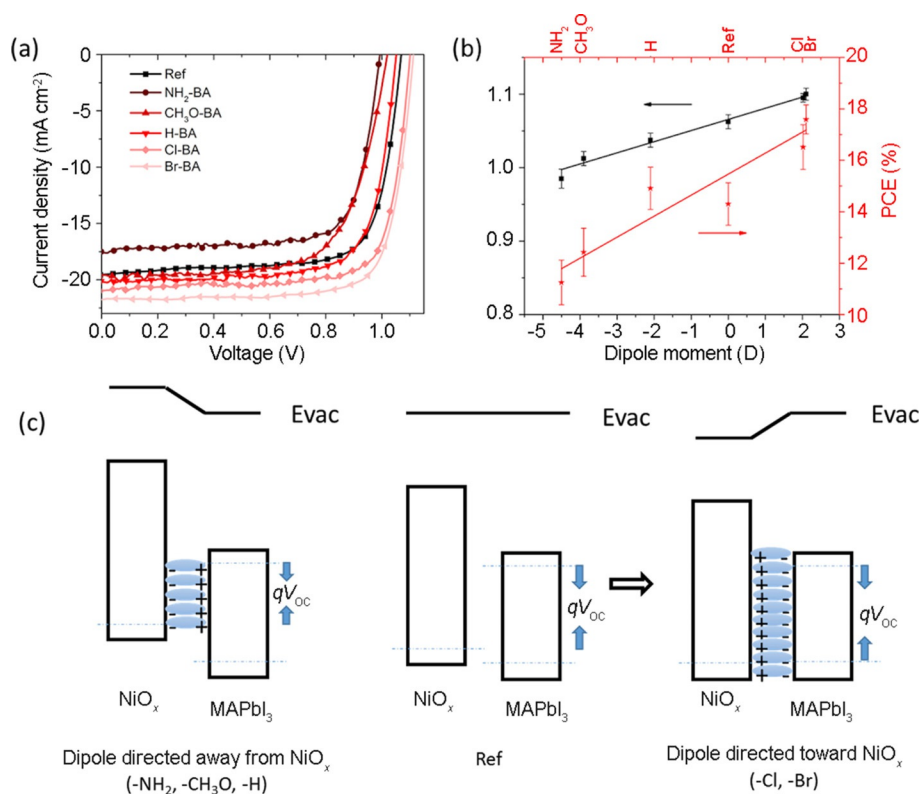 (a)
0
-5
-10
-15
-20
Current density (mA cm⁻²)
Ref
NH₂-BA
CH₃O-BA
H-BA
Cl-BA
Br-BA
0.0 0.2 0.4 0.6 0.8 1.0
Voltage (V)
(b)
NH₂ CH₃O H Ref Cl Br
1.1
1.0
0.9
0.8
20
18
16
14
12
10
PCE (%)
-5 -4 -3 -2 -1 0 1 2 3
Dipole moment (D)
(c)
Evac Evac Evac
- + - + - + - + - +
qVOC
qVOC
+ - + - + - + - + - + - + - + - + - + -
qVOC
NiOₓ MAPbI₃ NiOₓ MAPbI₃ NiOₓ MAPbI₃
Dipole directed away from NiOₓ
(-NH₂, -CH₃O, -H)
Ref
Dipole directed toward NiOₓ
(-Cl, -Br)